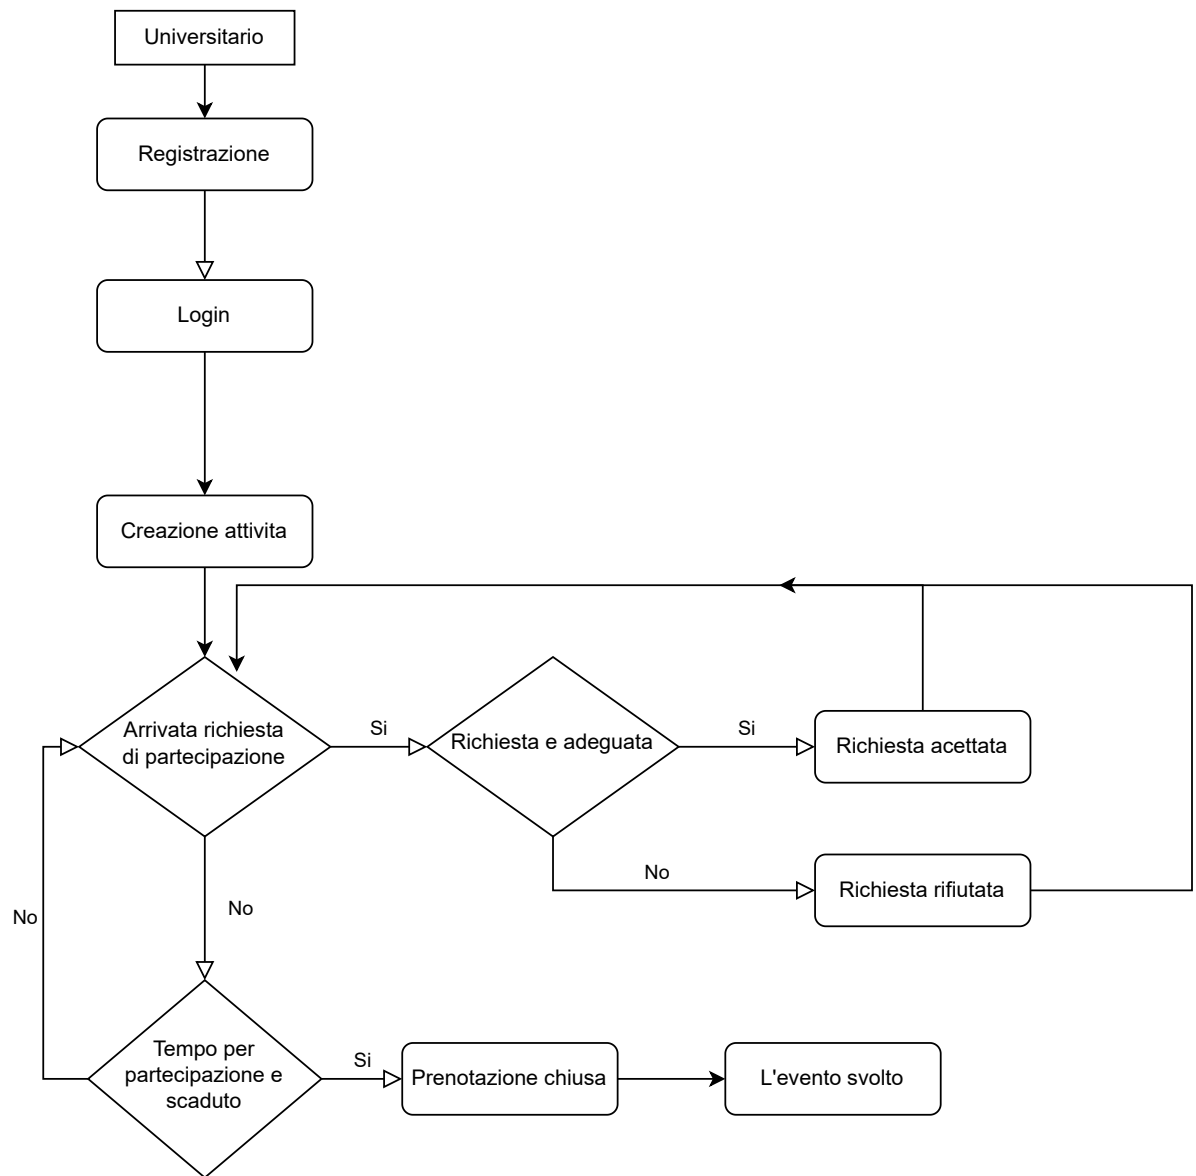 Universitario
Registrazione
Login
Creazione attivita
Arrivata richiesta
di partecipazione
Si
Richiesta e adeguata
Si
Richiesta acettata
No
Richiesta rifiutata
No
No
Tempo per
partecipazione e
scaduto
Si
Prenotazione chiusa
L'evento svolto